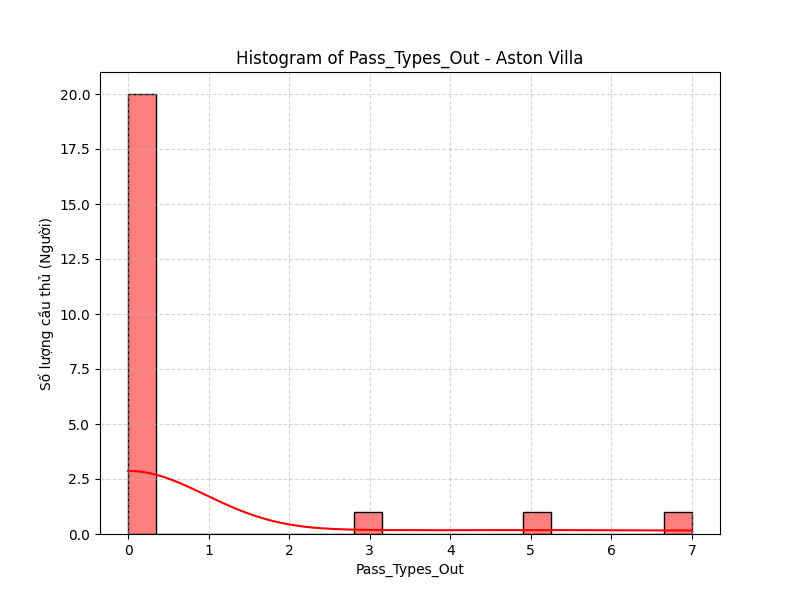 Histogram of Pass_Types_Out - Aston Villa
20.0
17.5
15.0
12.5
10.0
7.5
5.0
2.5
0.0
Số lượng cầu thủ (Người)
0 1 2 3 4 5 6 7
Pass_Types_Out